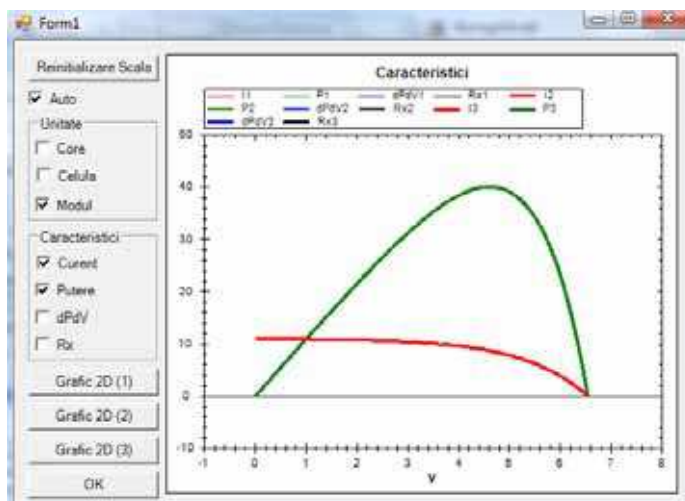 Form1
Reinitializare Scala
Auto
Unitate
Core
Celula
Modul
Caracteristici
Curent
Putere
dPdV
Rx
Grafic 2D (1)
Grafic 2D (2)
Grafic 2D (3)
OK
Caracteristici
I1 P1 dPdV1 Rx1 I2
P2 dPdV2 Rx2 I3 P3
dPdV3 Rx3
60
40
30
20
10
0
-10
-1 0 1 2 3 4 5 6 7 8
V